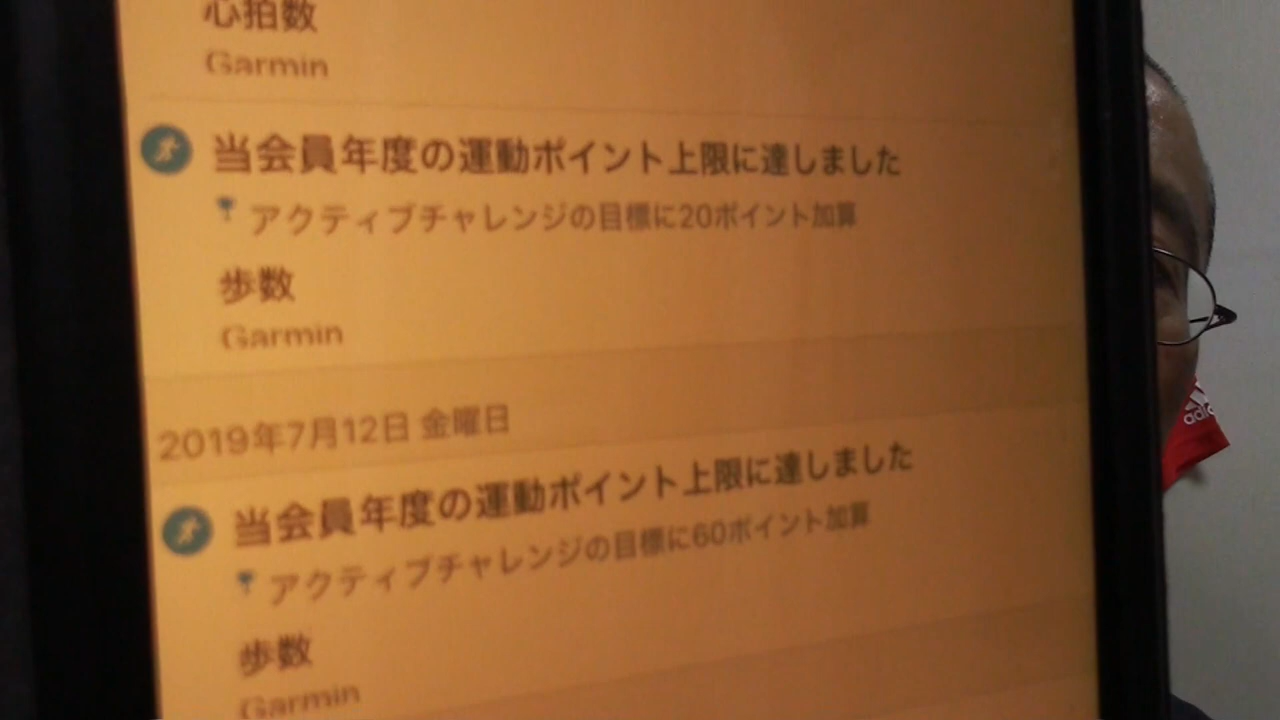 心拍数
Garmin
当会員年度の運動ポイント上限に達しました
アクティブチャレンジの目標に20ポイント加算
歩数
Garmin
2019年7月12日 金曜日
当会員年度の運動ポイント上限に達しました
アクティブチャレンジの目標に60ポイント加算
歩数
Garmin